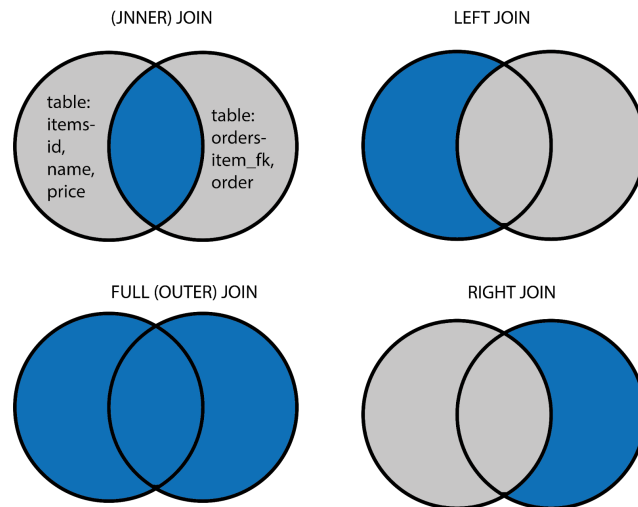 (JNNER) JOIN
LEFT JOIN
table:
items-
id,
name,
price
table:
orders-
item_fk,
order
FULL (OUTER) JOIN
RIGHT JOIN